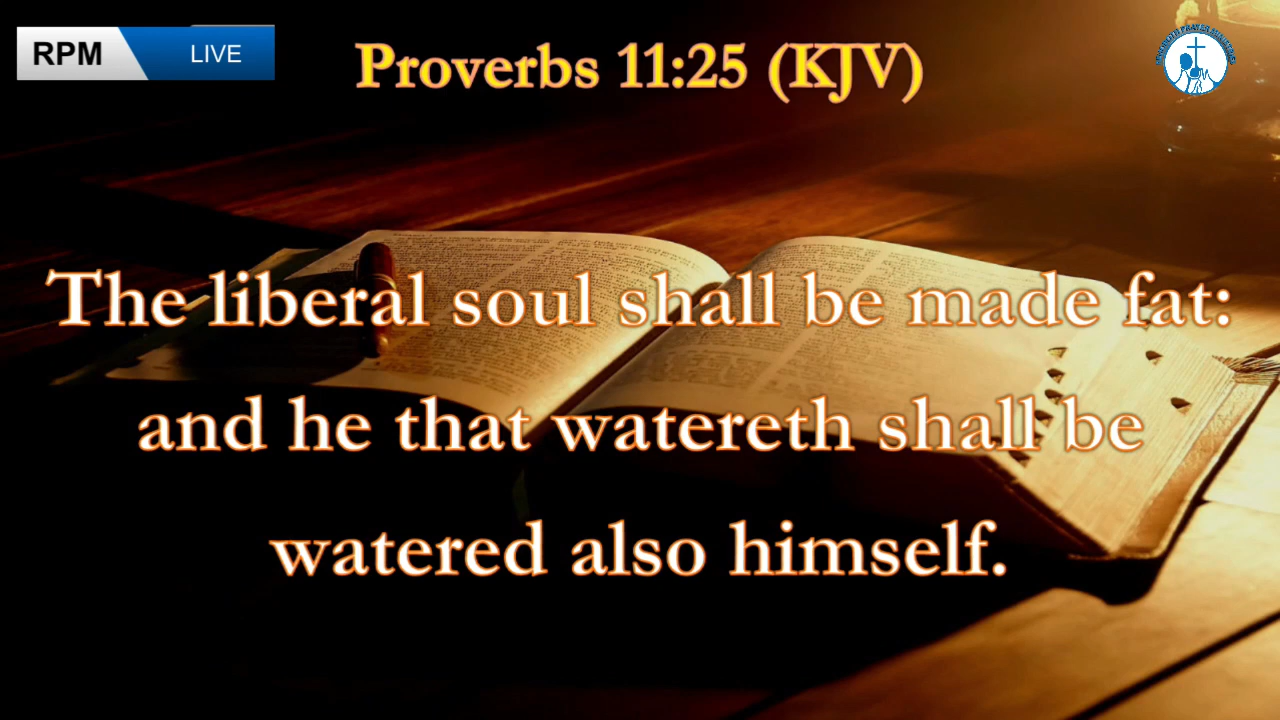 RPM LIVE
Proverbs 11:25 (KJV)
The liberal soul shall be made fat:
and he that watereth shall be
watered also himself.